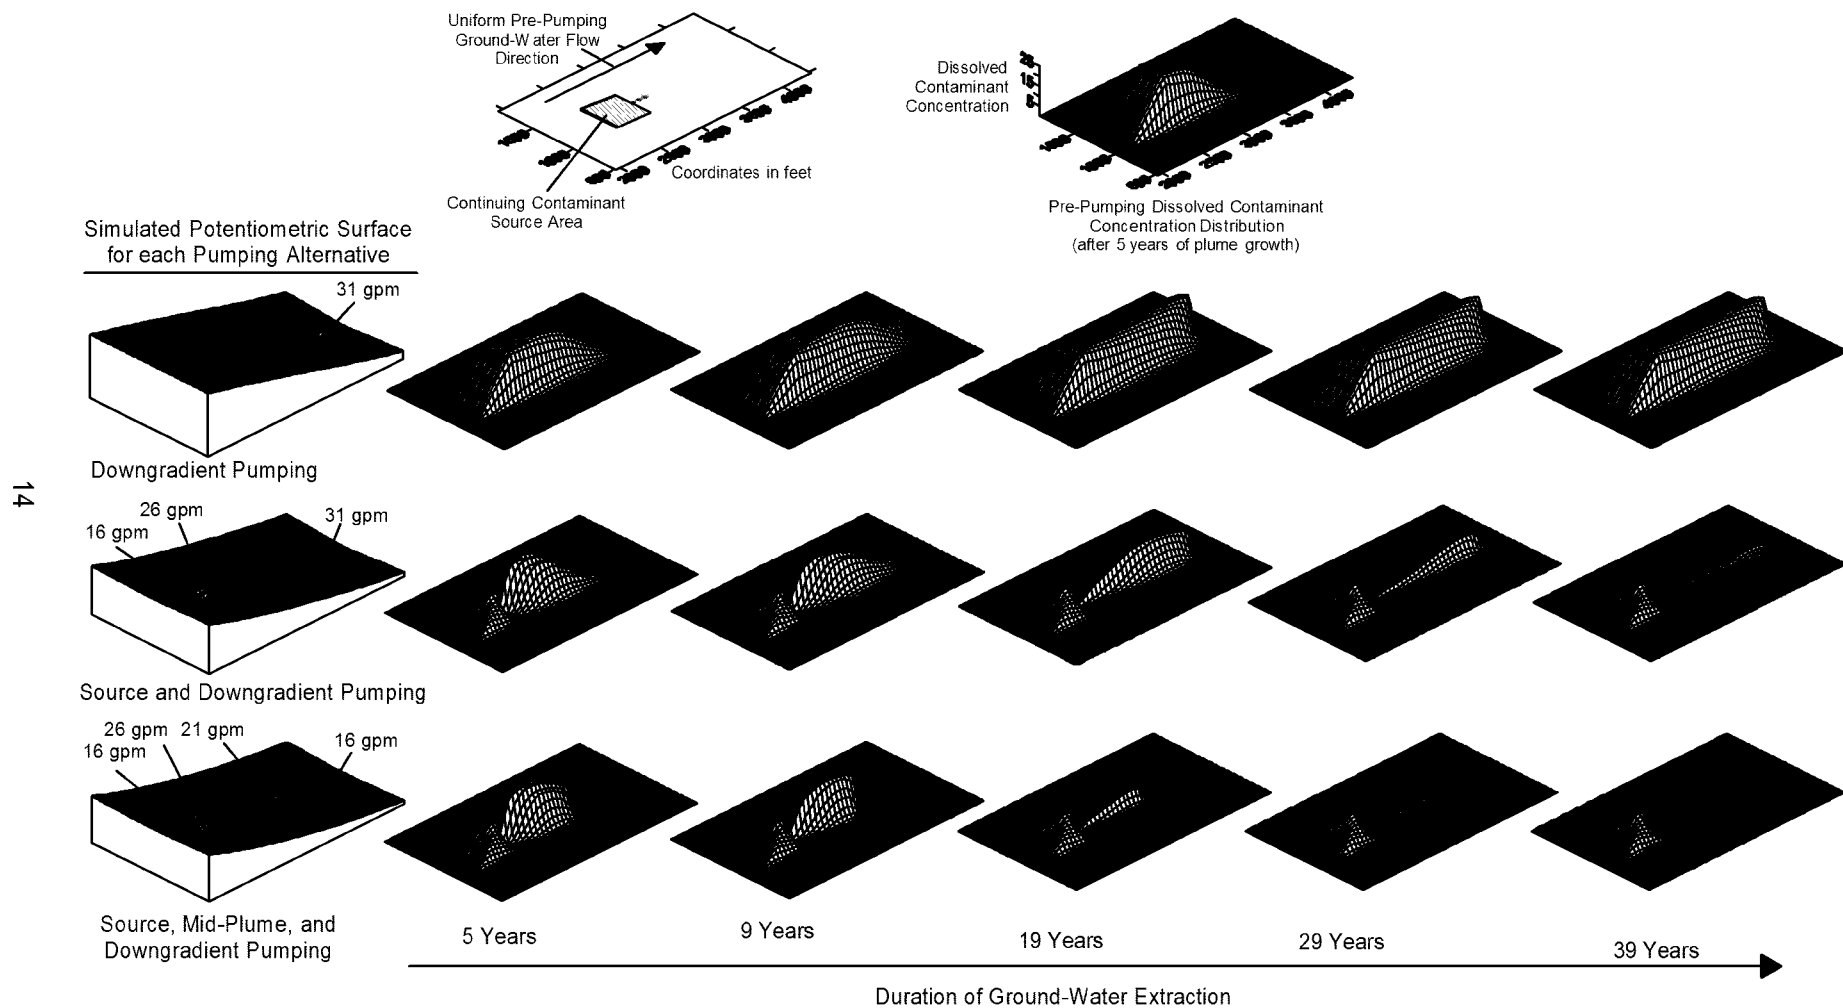 Uniform Pre-Pumping
Ground-Water Flow
Direction
Coordinates in feet
Continuing Contaminant
Source Area
Dissolved
Contaminant
Concentration
25
15
5
Pre-Pumping Dissolved Contaminant
Concentration Distribution
(after 5 years of plume growth)
Simulated Potentiometric Surface
for each Pumping Alternative
31 gpm
Downgradient Pumping
14
16 gpm
26 gpm
31 gpm
Source and Downgradient Pumping
16 gpm
26 gpm
21 gpm
16 gpm
Source, Mid-Plume, and
Downgradient Pumping
5 Years
9 Years
19 Years
29 Years
39 Years
Duration of Ground-Water Extraction